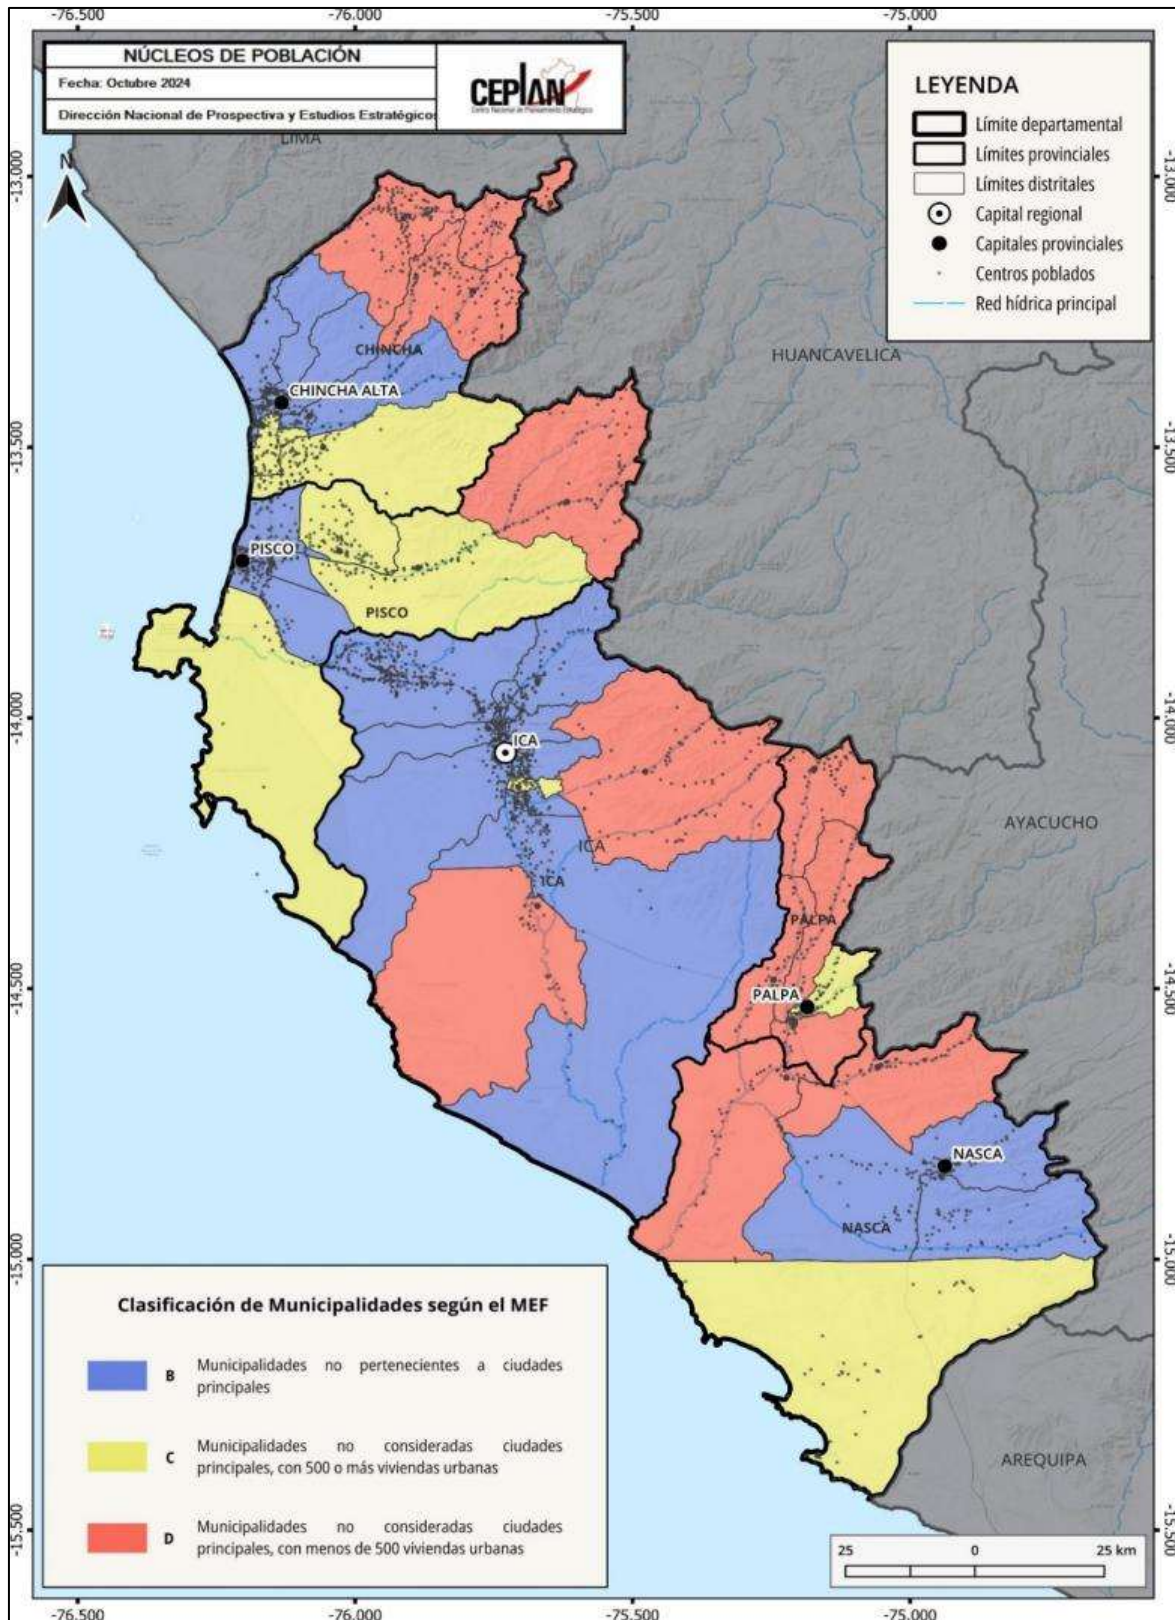 -76.500 -76.000 -75.500 -75.000
NÚCLEOS DE POBLACIÓN
Fecha: Octubre 2024
Dirección Nacional de Prospectiva y Estudios Estratégicos
CEPLAN
Centro Nacional de Planeamiento Estratégico
LEYENDA
Límite departamental
Límites provinciales
Límites distritales
Capital regional
Capitales provinciales
Centros poblados
Red hídrica principal
N
LIMA
-13.000
-13.000
HUANCAVELICA
CHINCHA
CHINCHA ALTA
-13.500
-13.500
PISCO
PISCO
-14.000
-14.000
ICA
AYACUCHO
ICA
ICA
PALPA
-14.500
-14.500
PALPA
NASCA
NASCA
-15.000
-15.000
Clasificación de Municipalidades según el MEF
B Municipalidades no pertenecientes a ciudades
principales
C Municipalidades no consideradas ciudades
principales, con 500 o más viviendas urbanas
D Municipalidades no consideradas ciudades
principales, con menos de 500 viviendas urbanas
AREQUIPA
-15.500
-15.500
25 0 25 km
-76.500 -76.000 -75.500 -75.000